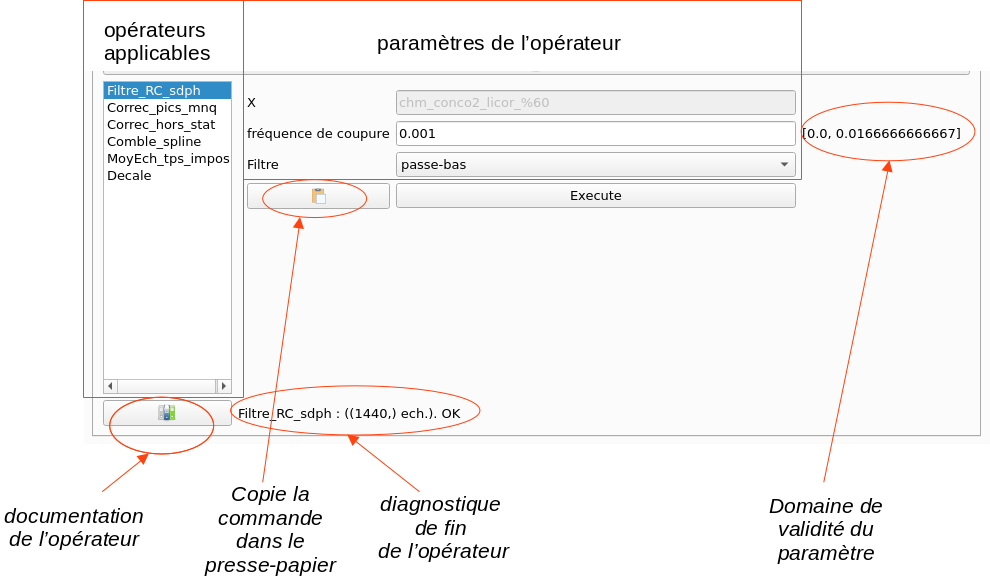 opérateurs
applicables
paramètres de l'opérateur
Filtre_RC_sdph
Correc_pics_mnq
Correc_hors_stat
Comble_spline
MoyEch_tps_impos
Decale
X
chm_conco2_licor_%60
fréquence de coupure
0.001
[0.0, 0.0166666666667]
Filtre
passe-bas
Execute
Filtre_RC_sdph : ((1440,) ech.). OK
documentation
de l'opérateur
Copie la
commande
dans le
presse-papier
diagnostique
de fin
de l'opérateur
Domaine de
validité du
paramètre